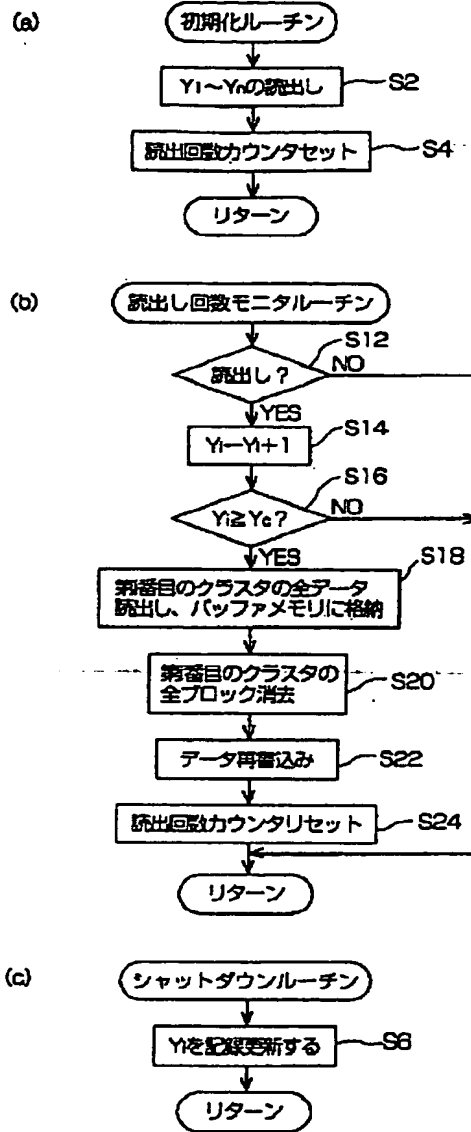 (a)
初期化ルーチン
Y1～Ynの読出し
S2
読出回数カウンタセット
S4
リターン
(b)
読出し回数モニタルーチン
S12
読出し?
NO
YES
S14
Yi←Yi+1
S16
Yi≧Yc?
NO
YES
S18
第i番目のクラスタの全データ
読出し、バッファメモリに格納
第i番目のクラスタの
全ブロック消去
S20
データ再書込み
S22
読出回数カウンタリセット
S24
リターン
(c)
シャットダウンルーチン
Yiを記録更新する
S6
リターン